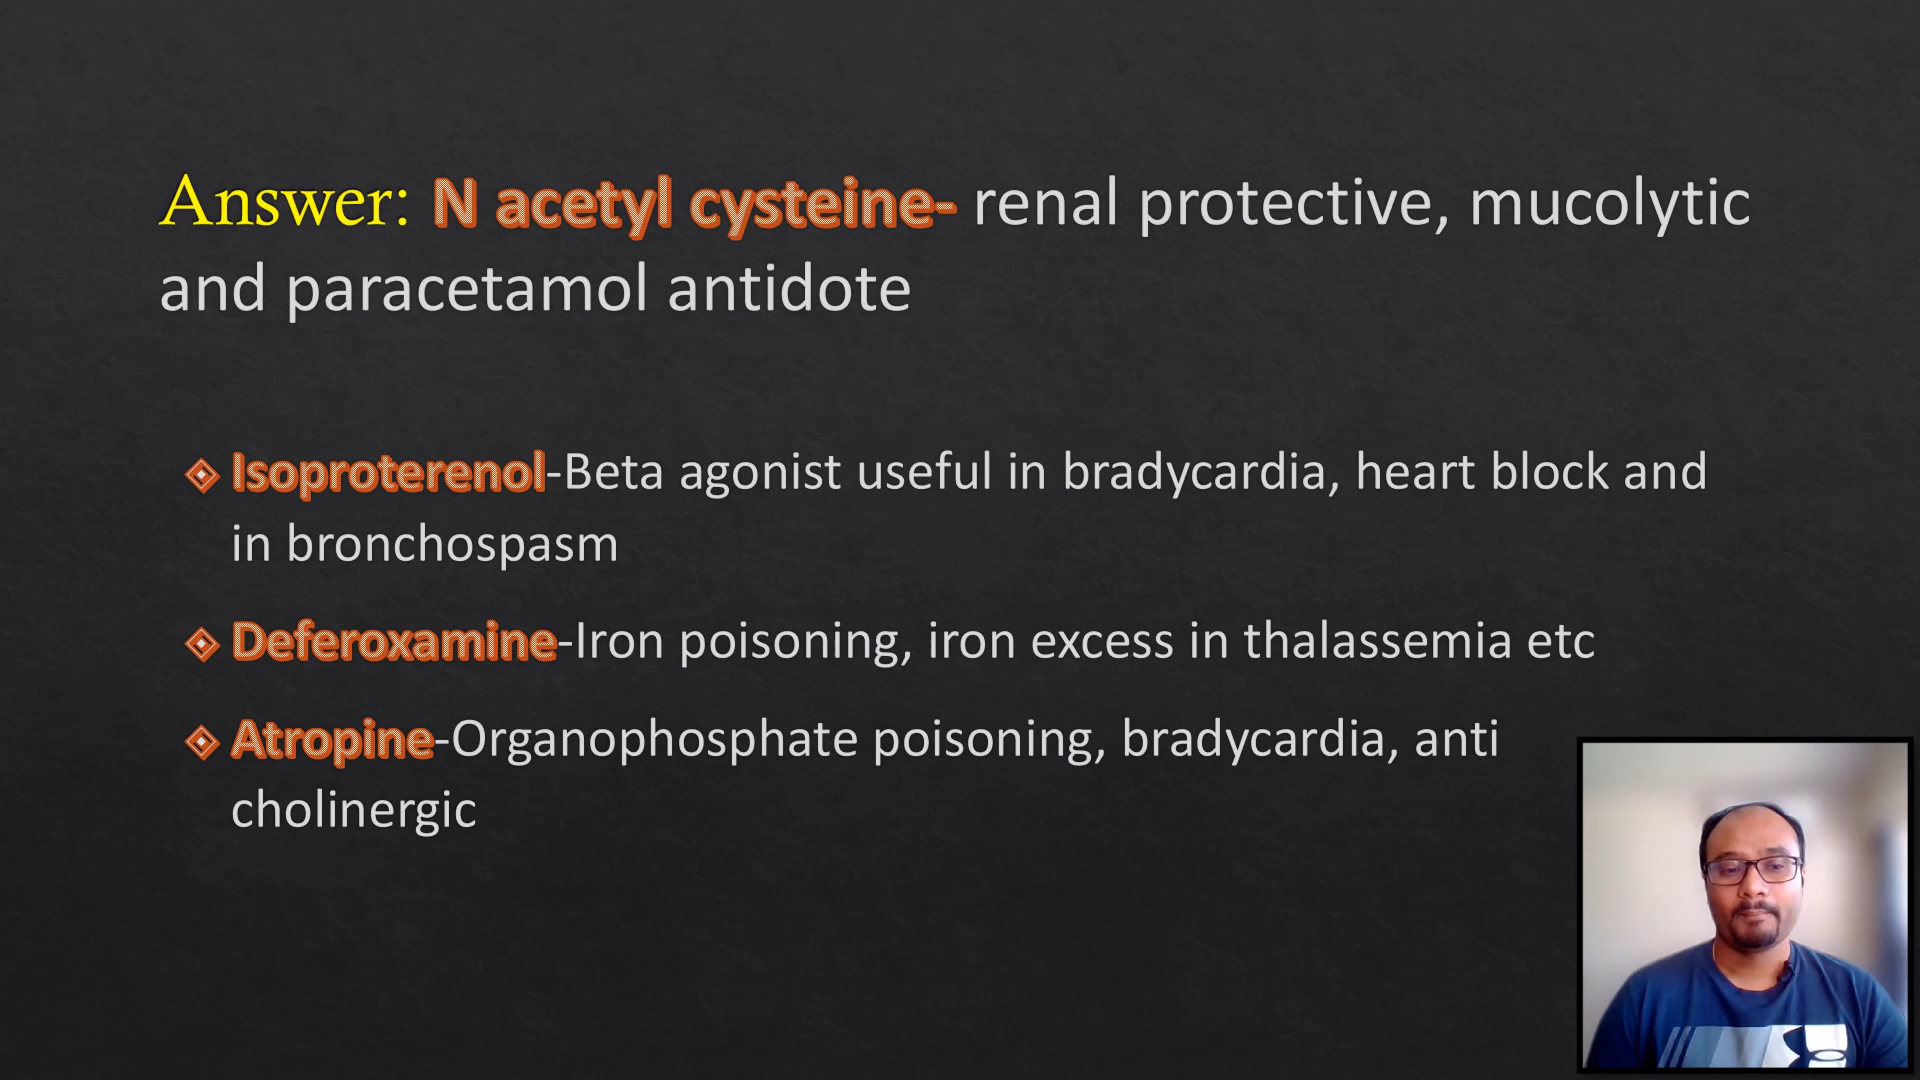 Answer: N acetyl cysteine- renal protective, mucolytic
and paracetamol antidote
Isoproterenol-Beta agonist useful in bradycardia, heart block and
in bronchospasm
Deferoxamine-Iron poisoning, iron excess in thalassemia etc
Atropine-Organophosphate poisoning, bradycardia, anti
cholinergic